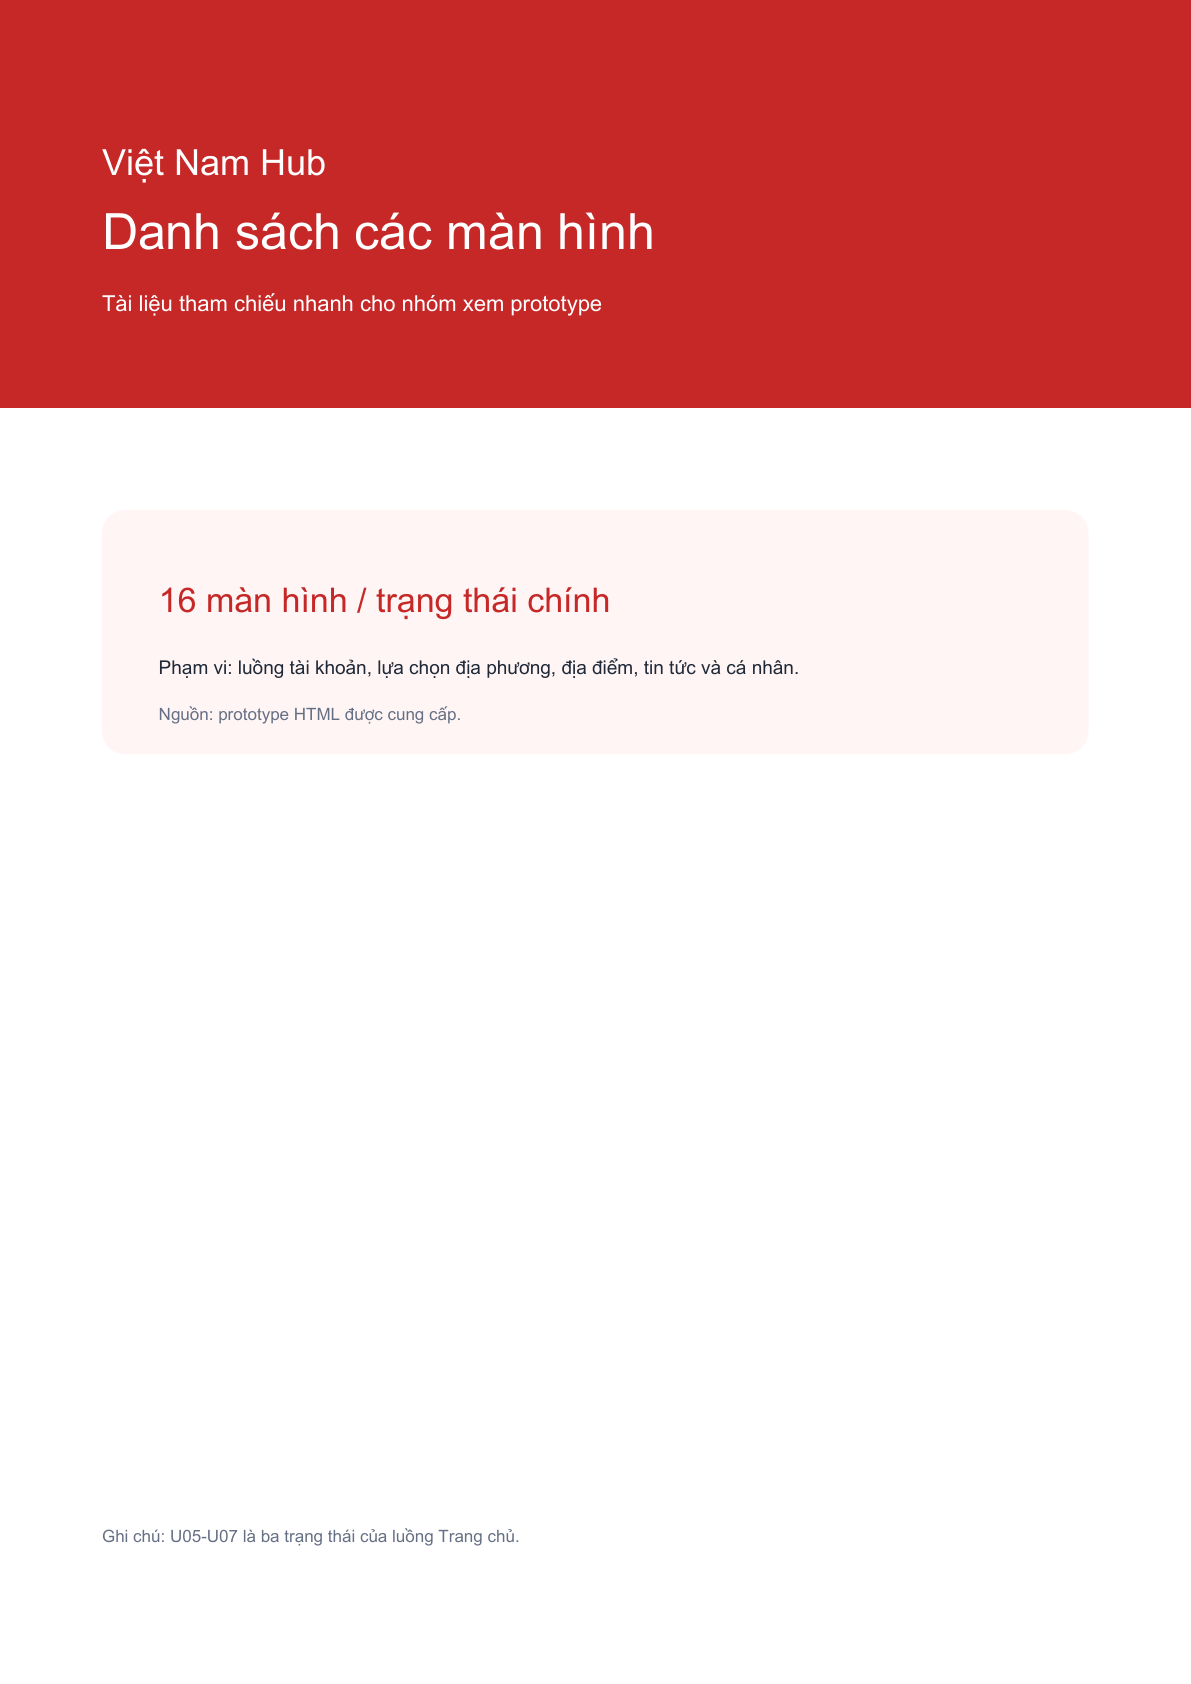 Việt Nam Hub
Danh sách các màn hình
Tài liệu tham chiếu nhanh cho nhóm xem prototype
16 màn hình / trạng thái chính
Phạm vi: luồng tài khoản, lựa chọn địa phương, địa điểm, tin tức và cá nhân.
Nguồn: prototype HTML được cung cấp.
Ghi chú: U05-U07 là ba trạng thái của luồng Trang chủ.